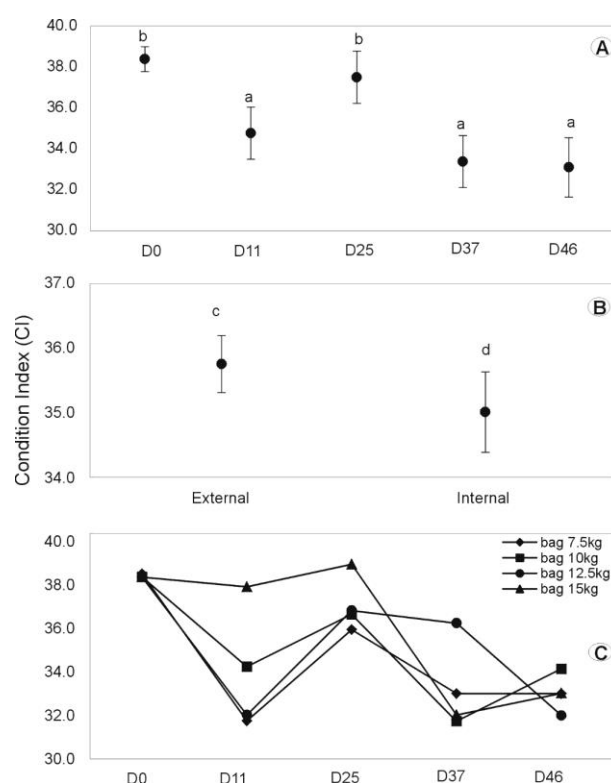 40.0
38.0
36.0
34.0
32.0
30.0
b
a
b
a
a
A
D0 D11 D25 D37 D46
Condition Index (CI)
37.0
36.0
35.0
34.0
c
d
B
External Internal
40.0
38.0
36.0
34.0
32.0
30.0
bag 7.5kg
bag 10kg
bag 12.5kg
bag 15kg
C
D0 D11 D25 D37 D46